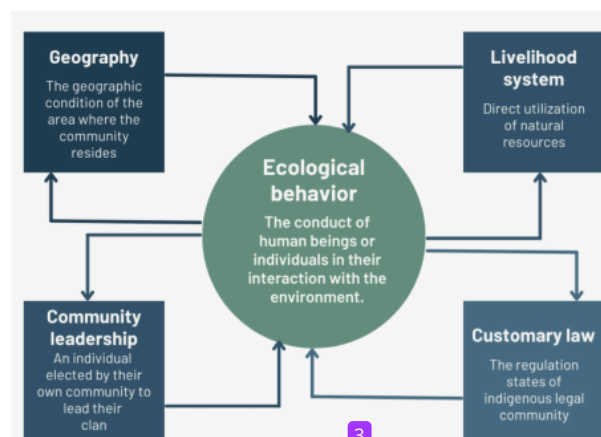 Geography
The geographic
condition of the
area where the
community
resides
Livelihood
system
Direct utilization
of natural
resources
Ecological
behavior
The conduct of
human beings or
individuals in their
interaction with the
environment.
Community
leadership
An individual
elected by their
own community to
lead their
clan
Customary law
The regulation
states of
indigenous legal
community
3